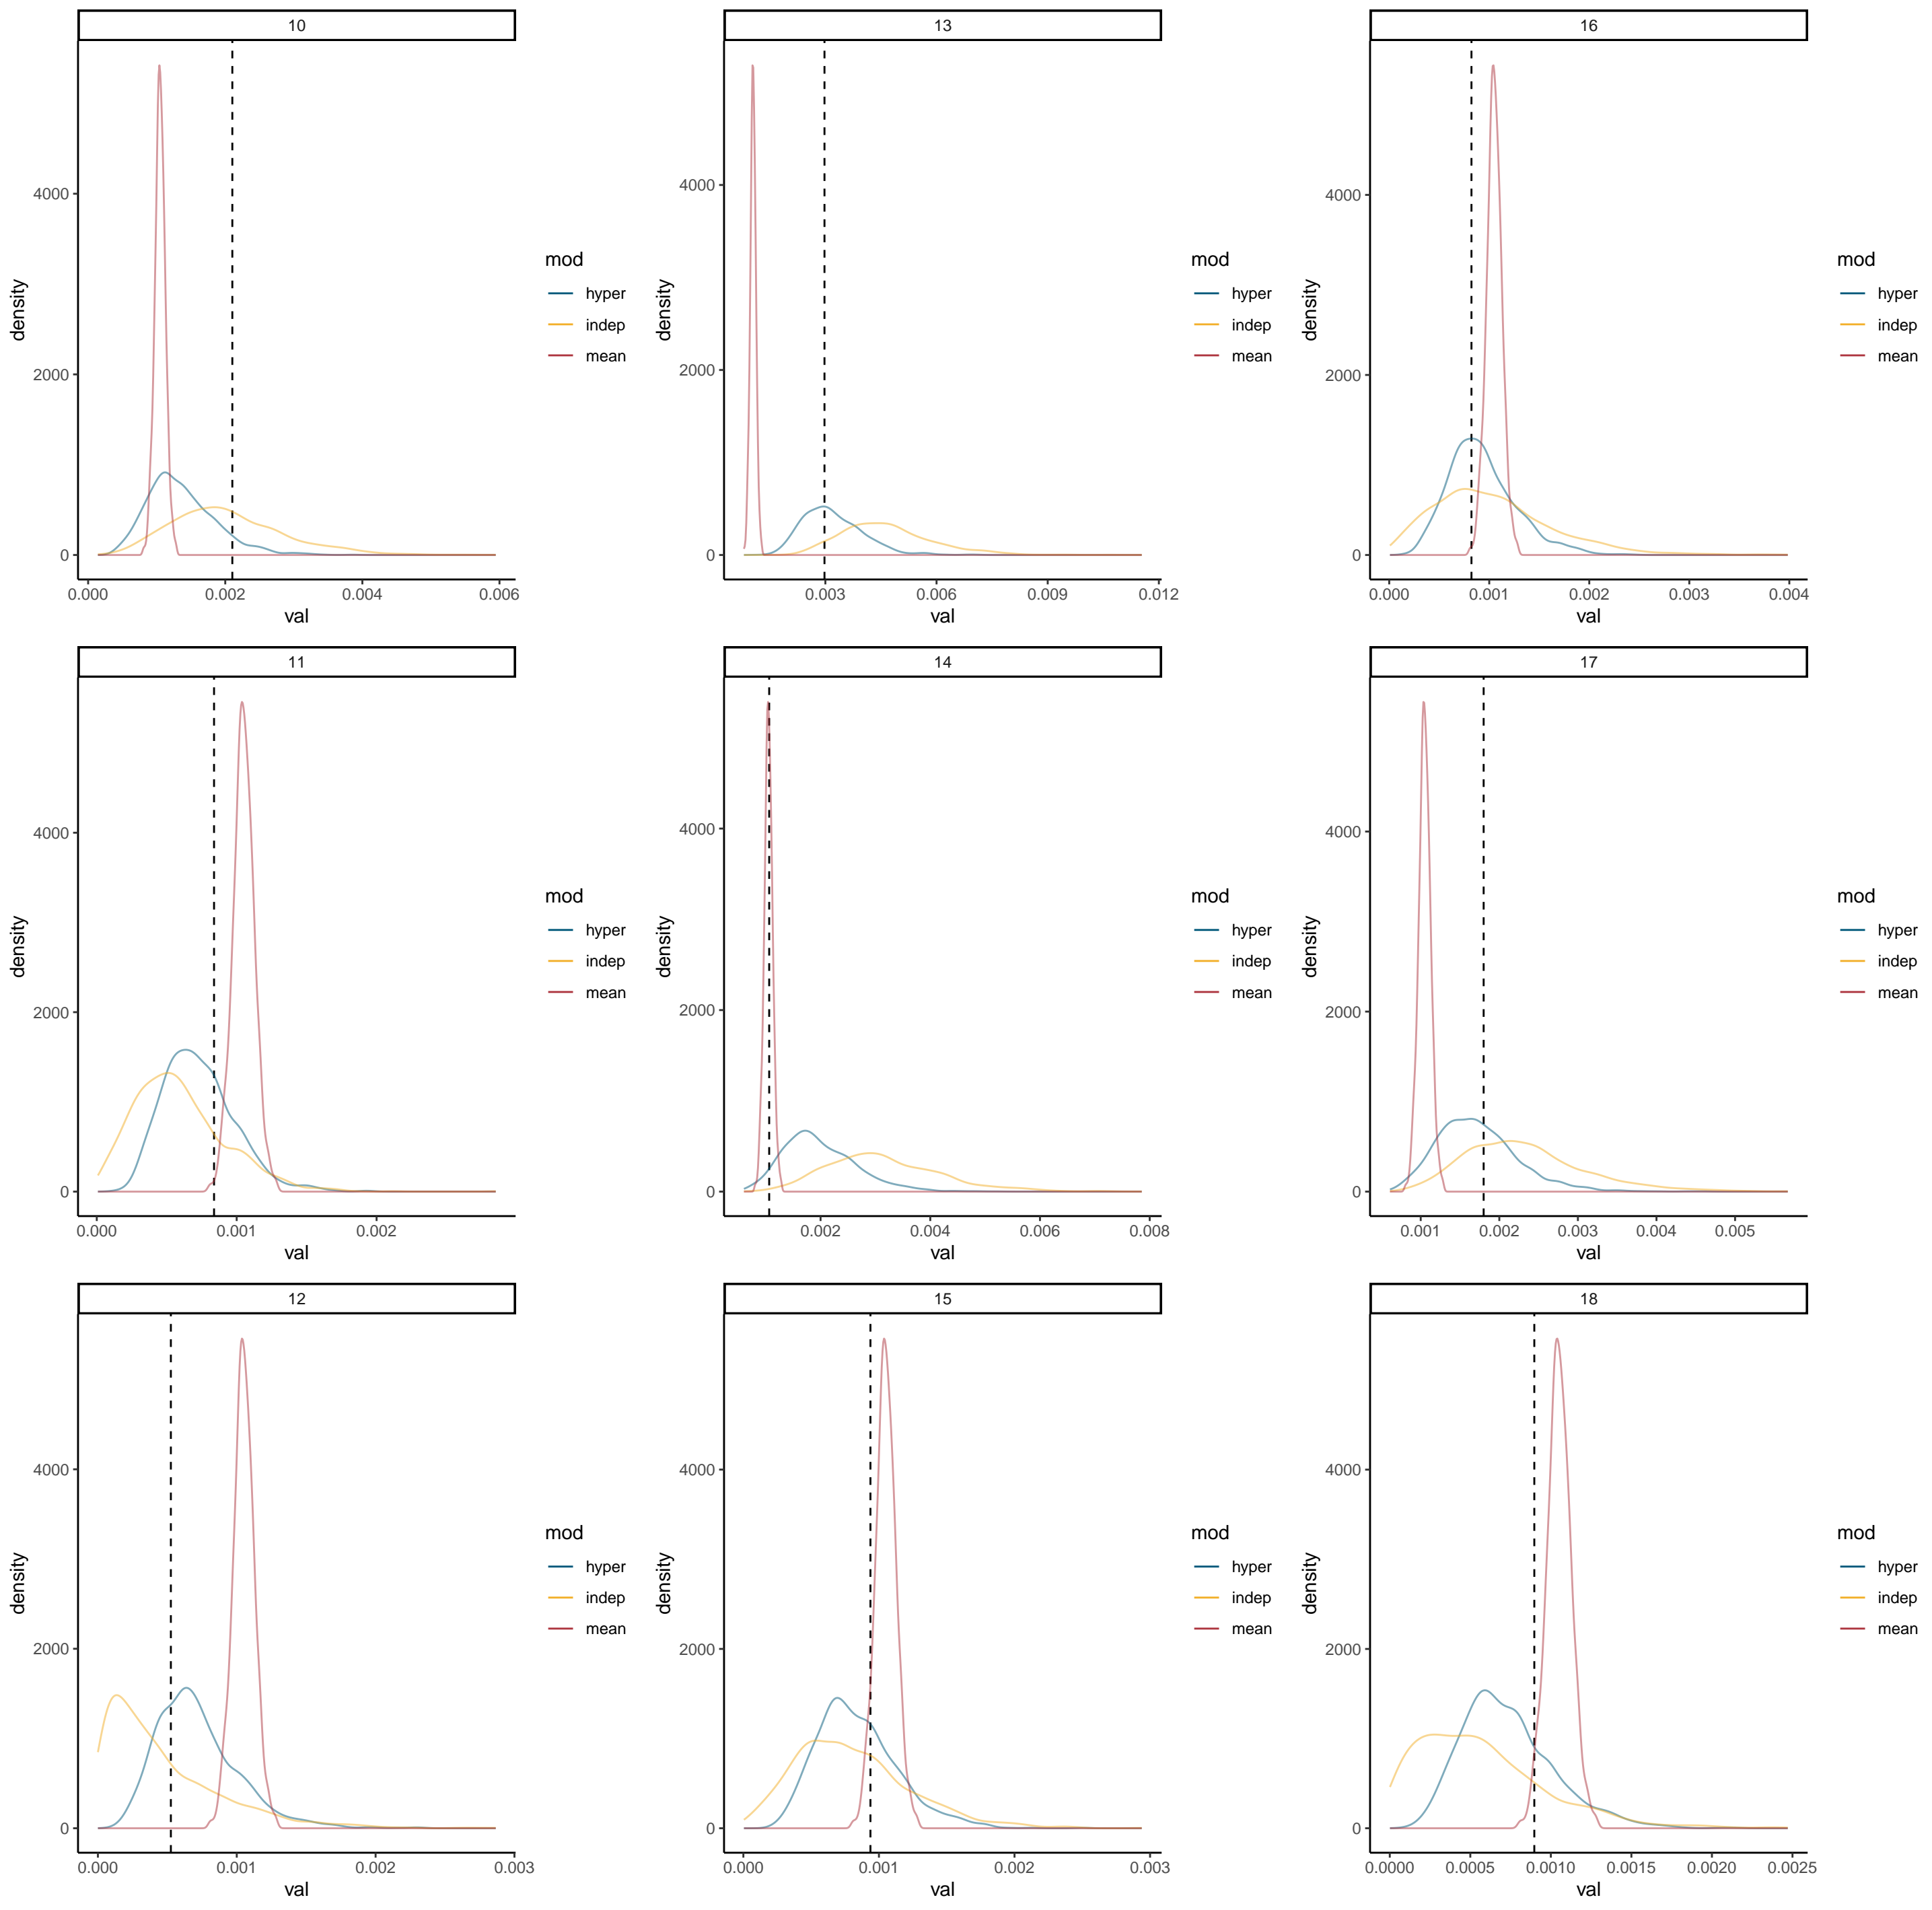 10
density
4000
2000
0
0.000 0.002 0.004 0.006
val
mod
hyper
indep
mean
13
density
4000
2000
0
0.003 0.006 0.009 0.012
val
mod
hyper
indep
mean
16
density
4000
2000
0
0.000 0.001 0.002 0.003 0.004
val
mod
hyper
indep
mean
11
density
4000
2000
0
0.000 0.001 0.002
val
mod
hyper
indep
mean
14
density
4000
2000
0
0.002 0.004 0.006 0.008
val
mod
hyper
indep
mean
17
density
4000
2000
0
0.001 0.002 0.003 0.004 0.005
val
mod
hyper
indep
mean
12
density
4000
2000
0
0.000 0.001 0.002 0.003
val
mod
hyper
indep
mean
15
density
4000
2000
0
0.000 0.001 0.002 0.003
val
mod
hyper
indep
mean
18
density
4000
2000
0
0.0000 0.0005 0.0010 0.0015 0.0020 0.0025
val
mod
hyper
indep
mean